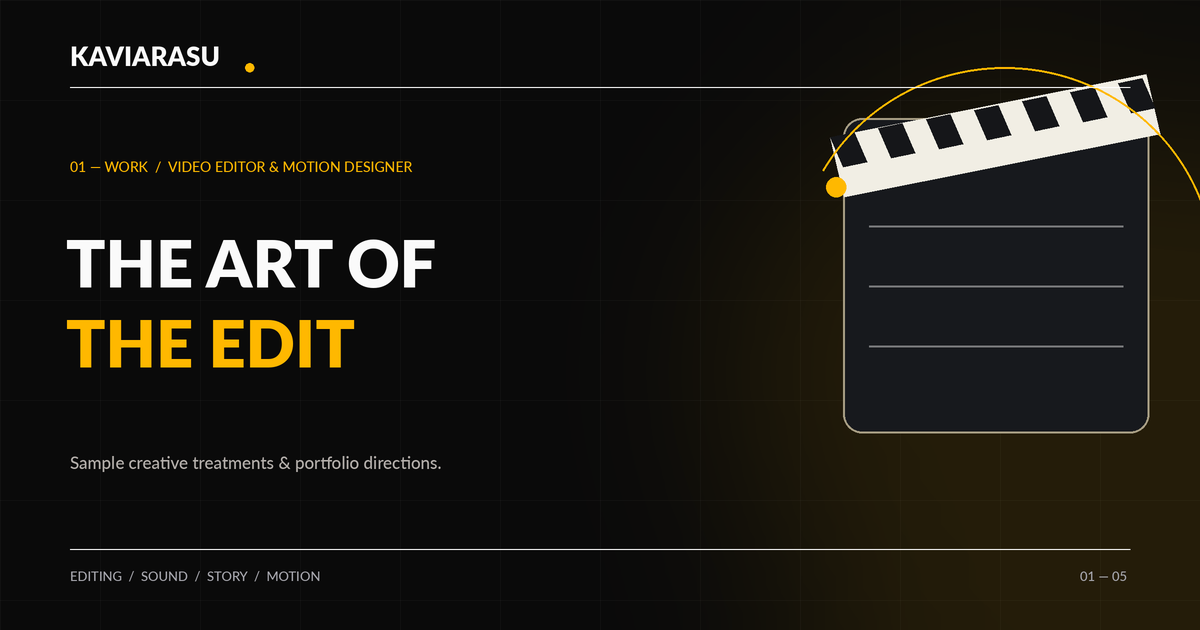 KAVIARASU
01 — WORK / VIDEO EDITOR & MOTION DESIGNER
THE ART OF
THE EDIT
Sample creative treatments & portfolio directions.
EDITING / SOUND / STORY / MOTION
01 — 05